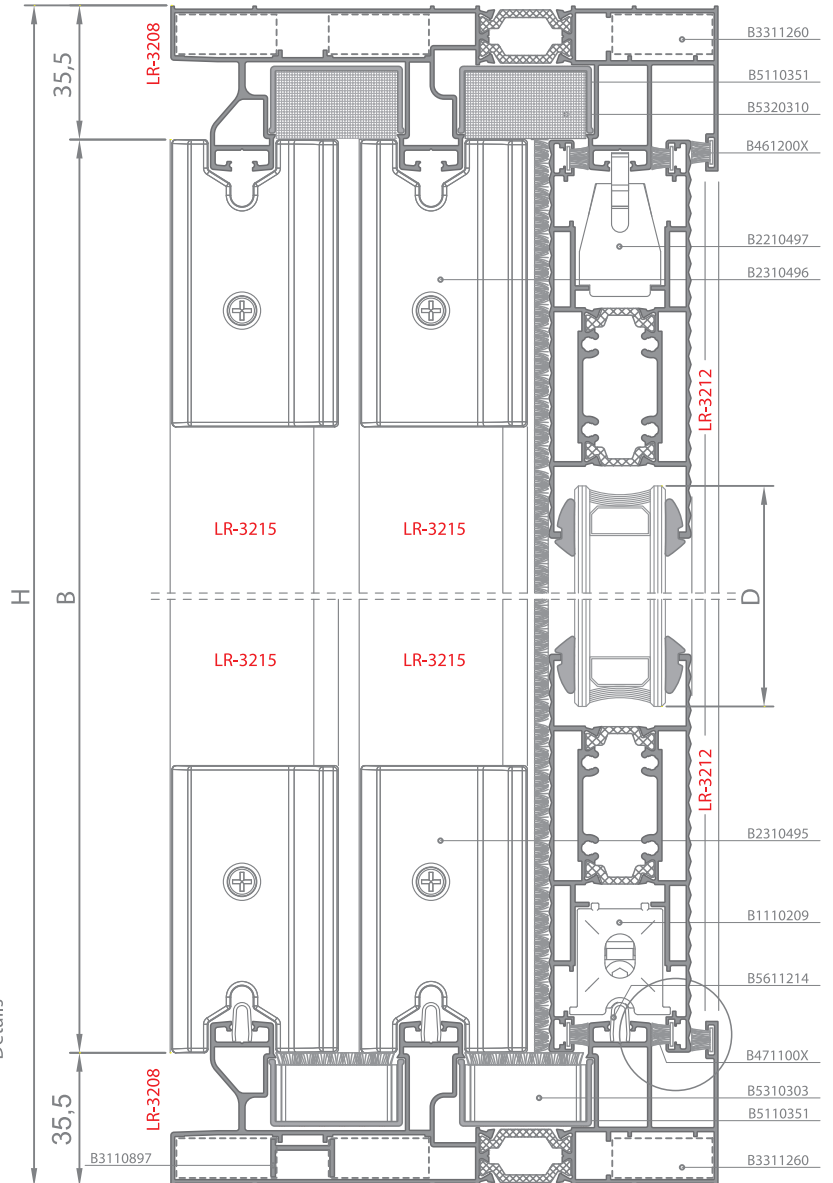 B3311260
LR-3208
35,5
B5110351
B5320310
B461200X
B2210497
B2310496
LR-3212
LR-3215
LR-3215
H
B
D
LR-3215
LR-3215
LR-3212
B2310495
B1110209
B5611214
Details
B471100X
LR-3208
35,5
B5310303
B5110351
B3110897
B3311260